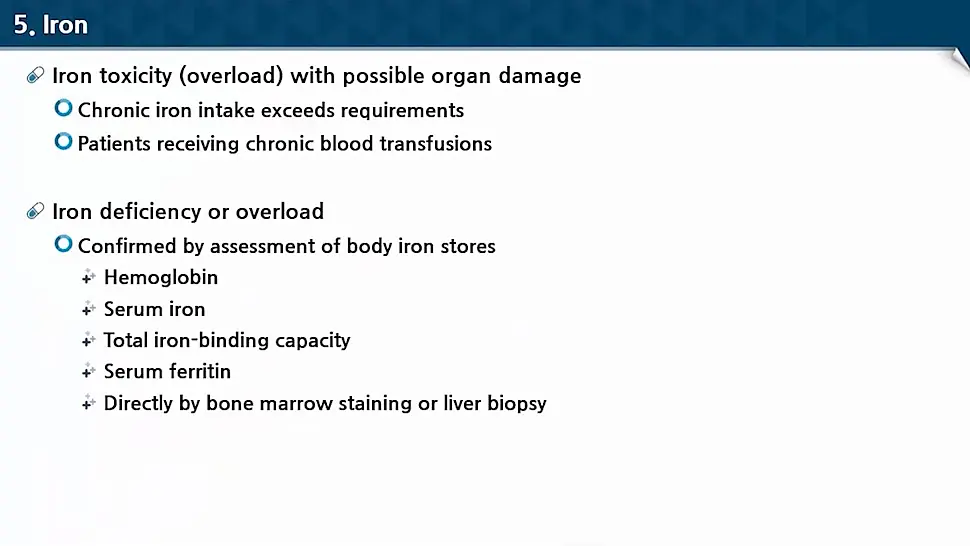 5. Iron
Iron toxicity (overload) with possible organ damage
Chronic iron intake exceeds requirements
Patients receiving chronic blood transfusions
Iron deficiency or overload
Confirmed by assessment of body iron stores
Hemoglobin
Serum iron
Total iron-binding capacity
Serum ferritin
Directly by bone marrow staining or liver biopsy